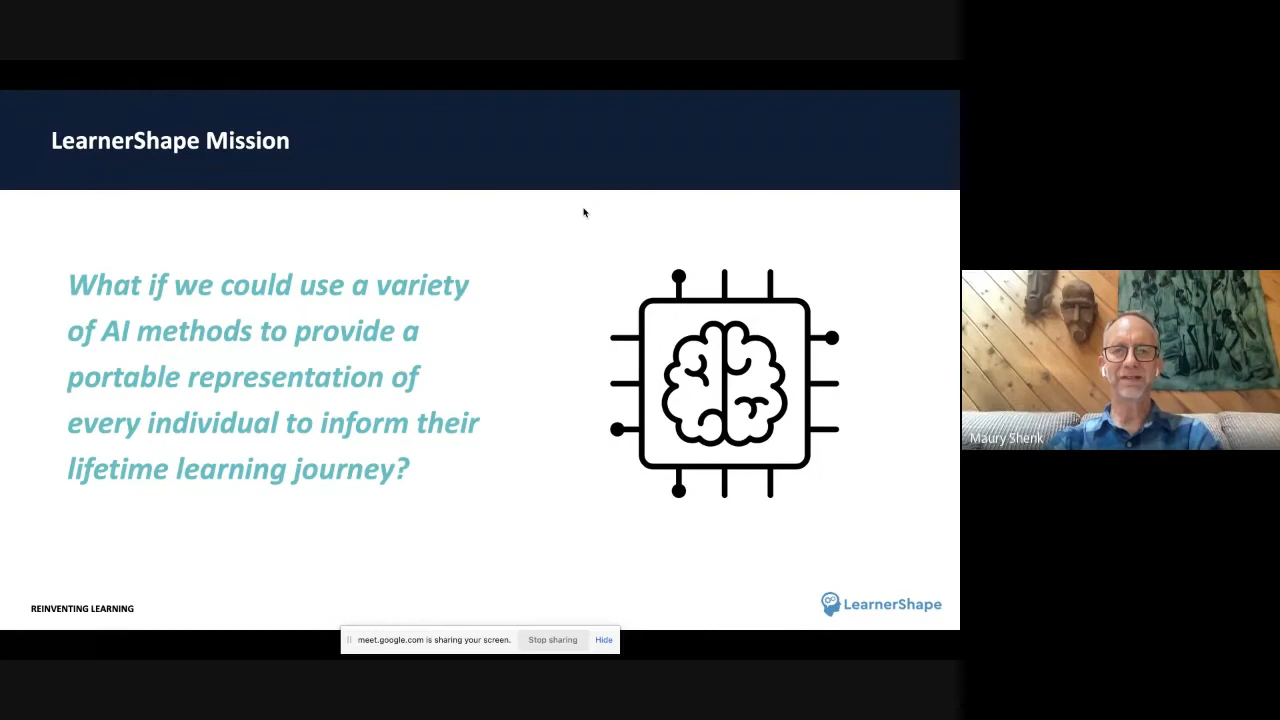 LearnerShape Mission
What if we could use a variety
of AI methods to provide a
portable representation of
every individual to inform their
lifetime learning journey?
Maury Shenk
REINVENTING LEARNING
LearnerShape
meet.google.com is sharing your screen. Stop sharing Hide